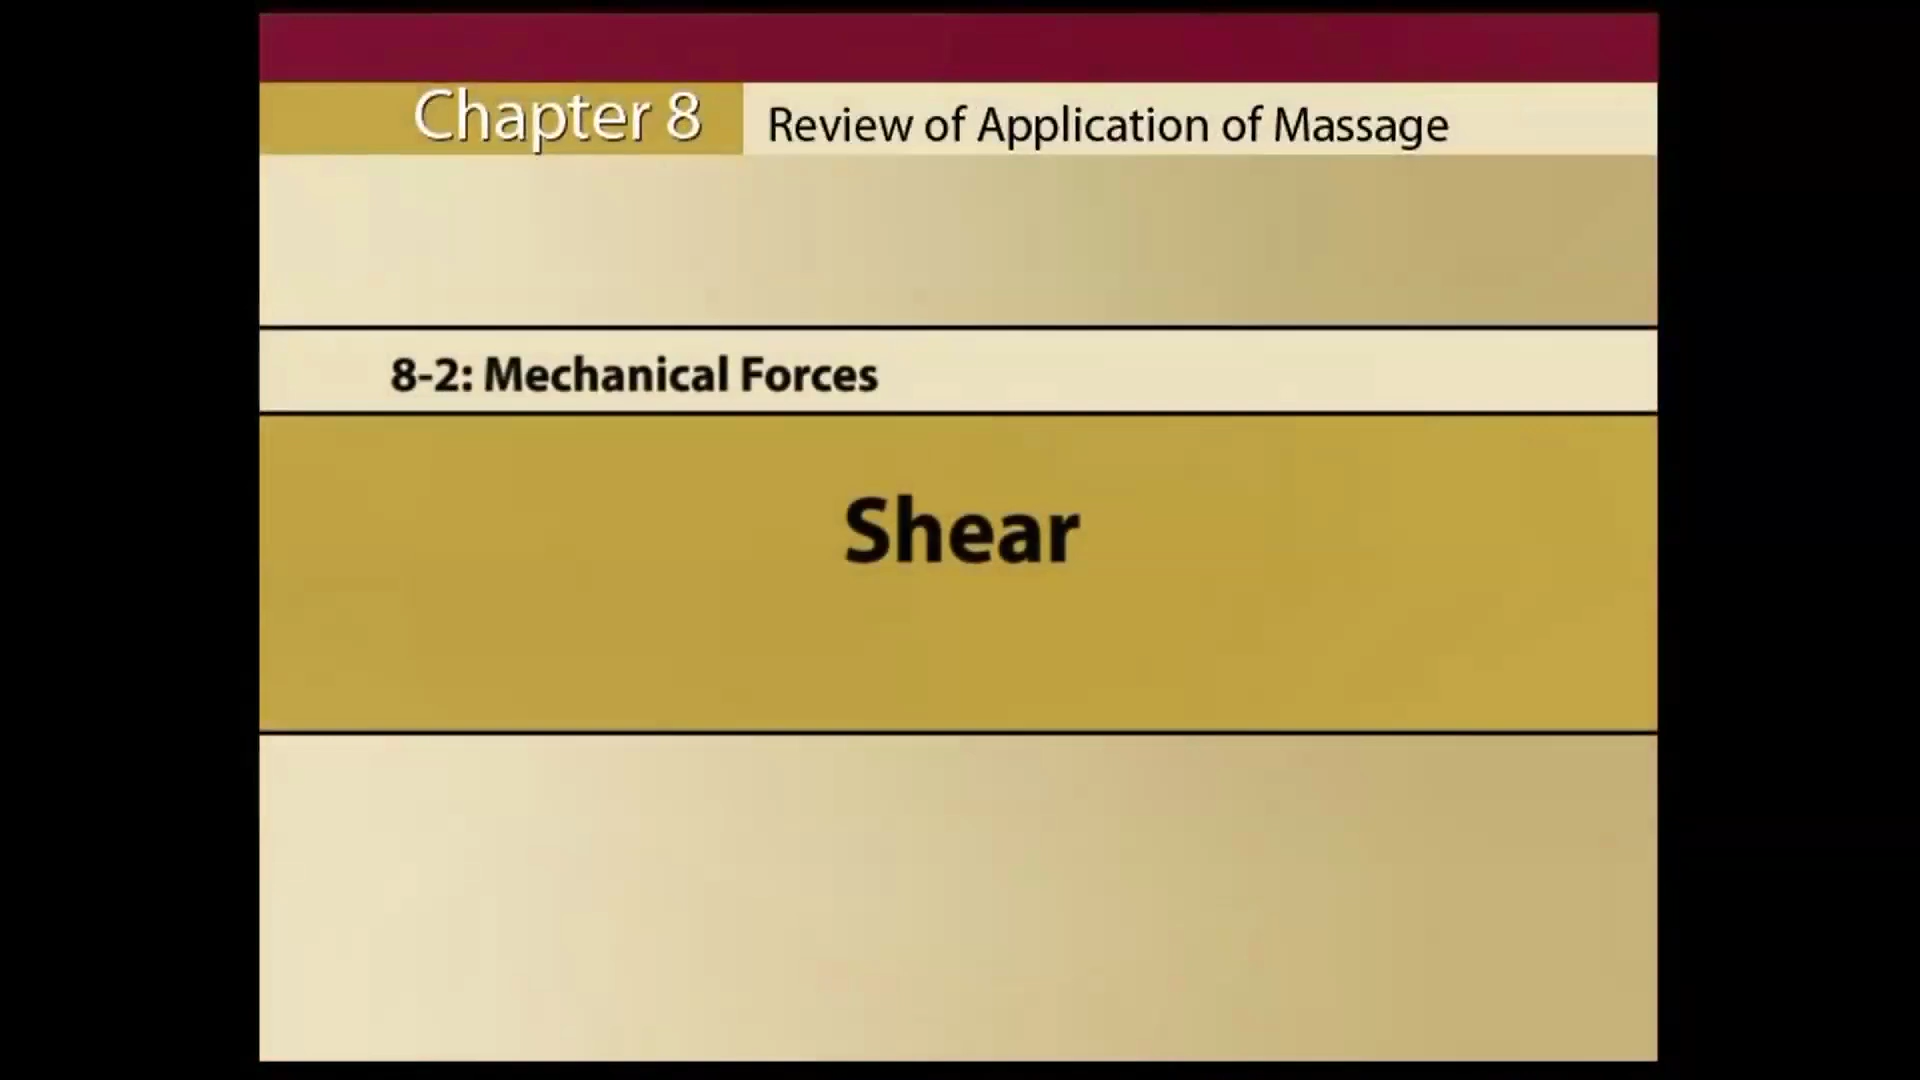 Chapter 8
Review of Application of Massage
8-2: Mechanical Forces
Shear